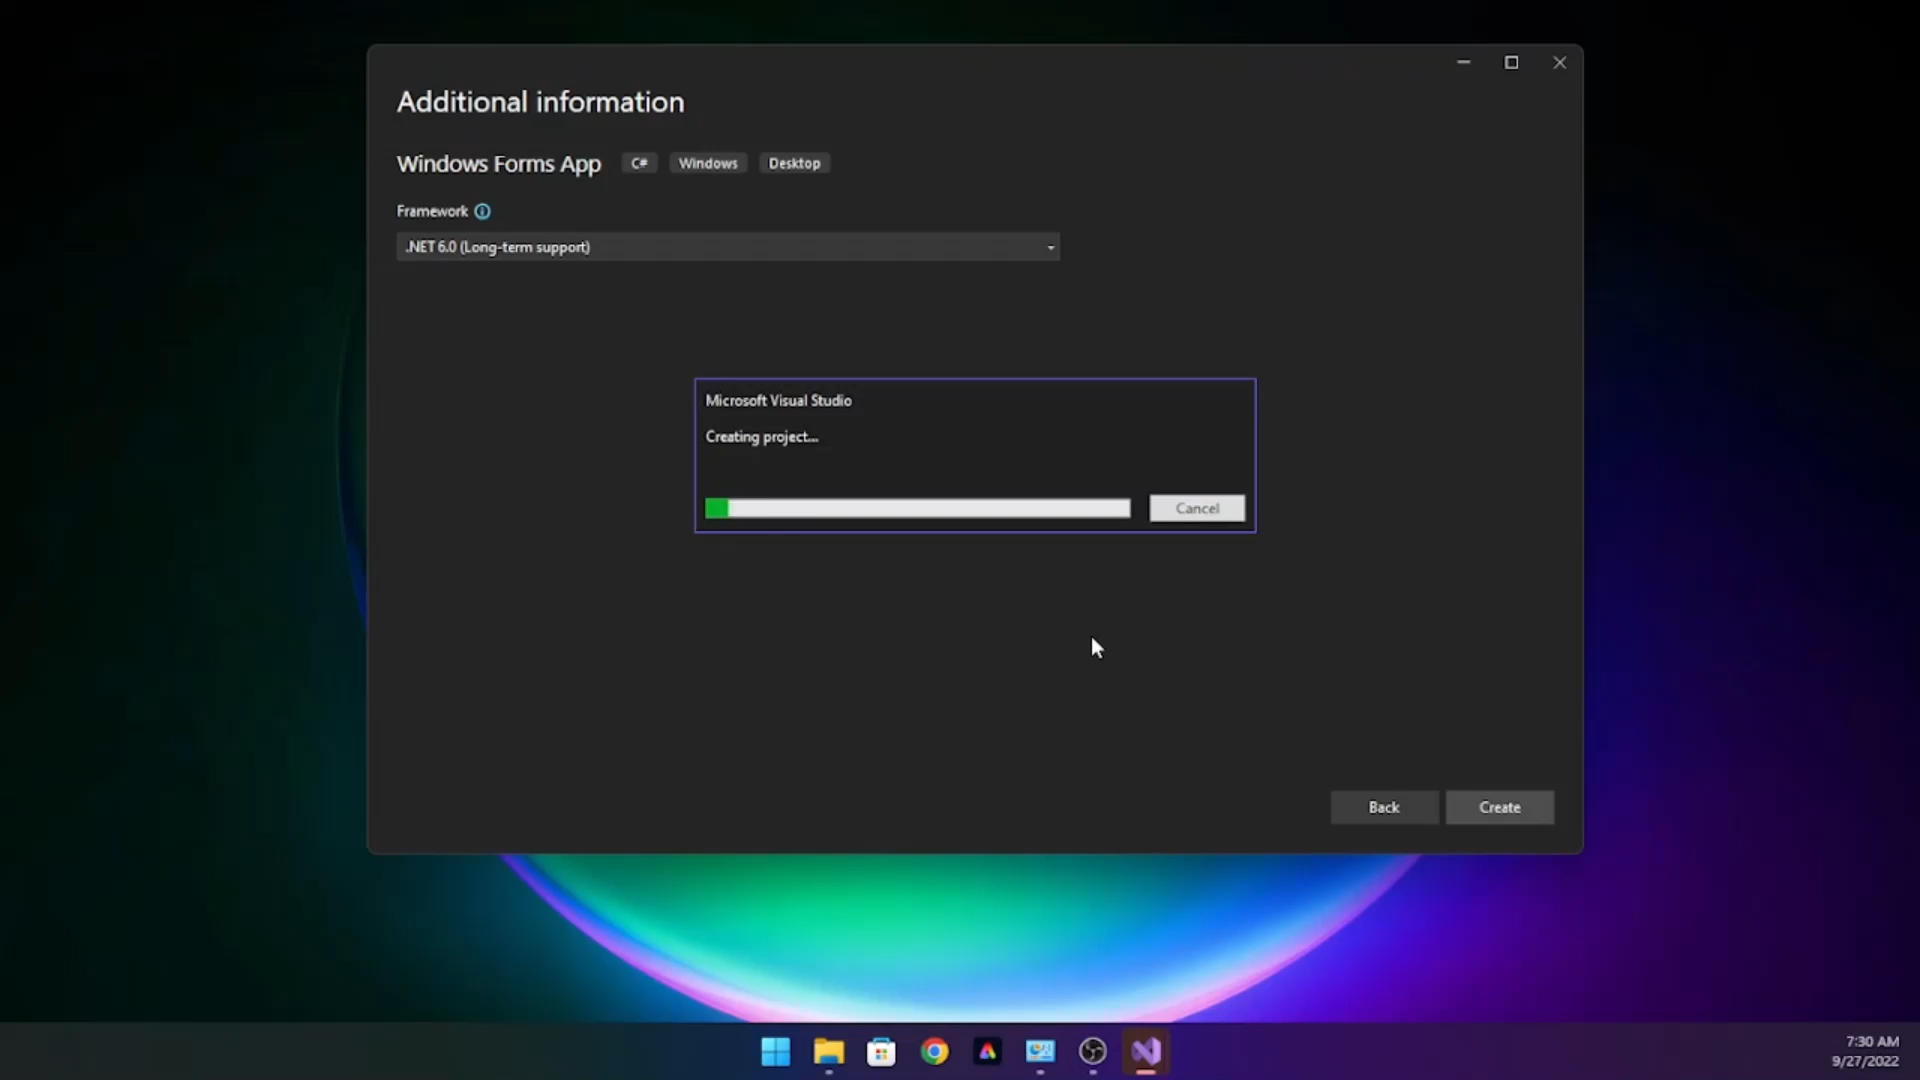 Additional information
Windows Forms App C# Windows Desktop
Framework
.NET 6.0 (Long-term support)
Microsoft Visual Studio
Creating project...
Cancel
Back Create
7:30 AM
9/27/2022